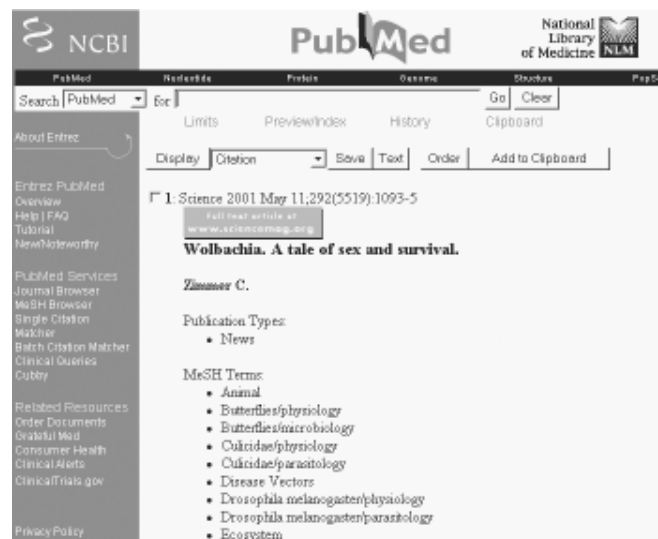 NCBI
PubMed
National
Library
of Medicine NLM
PubMed Nucleotide Protein Genome Structure PopS
Search PubMed for Go Clear
Limits Preview/Index History Clipboard
About Entrez
Display Citation Save Text Order Add to Clipboard
Entrez PubMed
Overview
Help | FAQ
Tutorial
New/Noteworthy
PubMed Services
Journal Browser
MeSH Browser
Single Citation
Matcher
Batch Citation Matcher
Clinical Queries
Cubby
Related Resources
Order Documents
Grateful Med
Consumer Health
Clinical Alerts
ClinicalTrials.gov
Privacy Policy
1: Science 2001 May 11;292(5519):1093-5
Full text article at
www.sciencemag.org
Wolbachia. A tale of sex and survival.
Zimmer C.
Publication Types:
• News
MeSH Terms:
• Animal
• Butterflies/physiology
• Butterflies/microbiology
• Culicidae/physiology
• Culicidae/parasitology
• Disease Vectors
• Drosophila melanogaster/physiology
• Drosophila melanogaster/parasitology
• Ecosystem